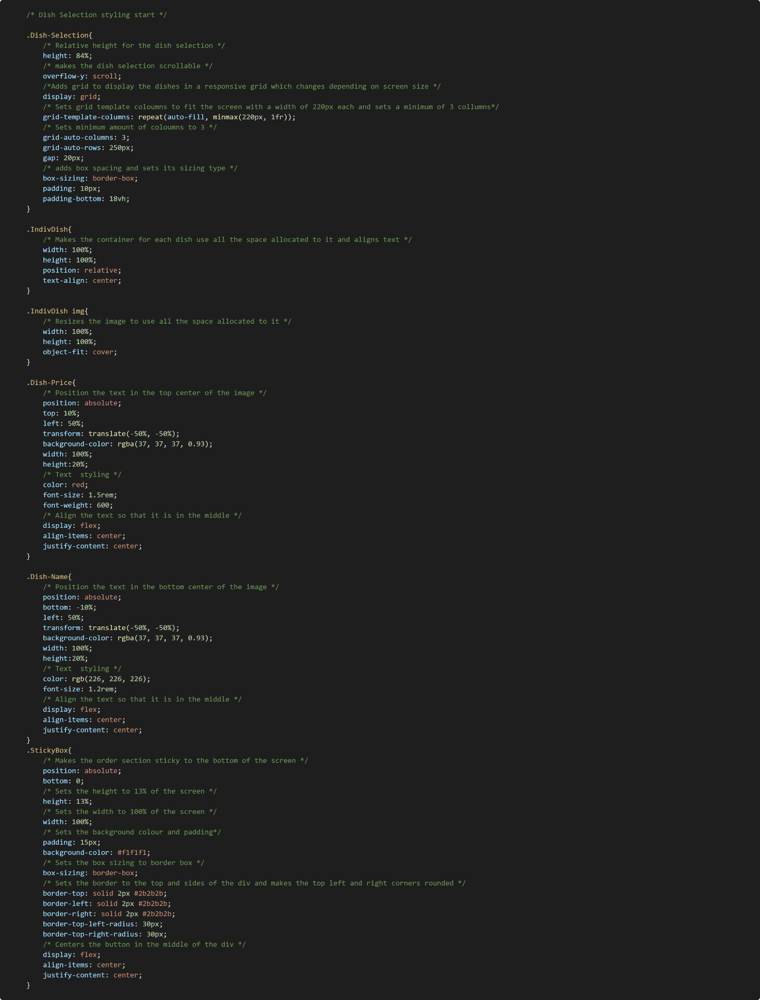 /* Dish Selection styling start */

.Dish-Selection{
    /* Relative height for the dish selection */
    height: 84%;
    /* makes the dish selection scrollable */
    overflow-y: scroll;
    /*Adds grid to display the dishes in a responsive grid which changes depending on screen size */
    display: grid;
    /* Sets grid template coloumns to fit the screen with a width of 220px each and sets a minimum of 3 collumns*/
    grid-template-columns: repeat(auto-fill, minmax(220px, 1fr));
    /* Sets minimum amount of coloumns to 3 */
    grid-auto-columns: 3;
    grid-auto-rows: 250px;
    gap: 20px;
    /* adds box spacing and sets its sizing type */
    box-sizing: border-box;
    padding: 10px;
    padding-bottom: 18vh;
}

.IndivDish{
    /* Makes the container for each dish use all the space allocated to it and aligns text */
    width: 100%;
    height: 100%;
    position: relative;
    text-align: center;
}

.IndivDish img{
    /* Resizes the image to use all the space allocated to it */
    width: 100%;
    height: 100%;
    object-fit: cover;
}

.Dish-Price{
    /* Position the text in the top center of the image */
    position: absolute;
    top: 10%;
    left: 50%;
    transform: translate(-50%, -50%);
    background-color: rgba(37, 37, 37, 0.93);
    width: 100%;
    height:20%;
    /* Text  styling */
    color: red;
    font-size: 1.5rem;
    font-weight: 600;
    /* Align the text so that it is in the middle */
    display: flex;
    align-items: center;
    justify-content: center;
}

.Dish-Name{
    /* Position the text in the bottom center of the image */
    position: absolute;
    bottom: -10%;
    left: 50%;
    transform: translate(-50%, -50%);
    background-color: rgba(37, 37, 37, 0.93);
    width: 100%;
    height:20%;
    /* Text  styling */
    color: rgb(226, 226, 226);
    font-size: 1.2rem;
    /* Align the text so that it is in the middle */
    display: flex;
    align-items: center;
    justify-content: center;
}
.StickyBox{
    /* Makes the order section sticky to the bottom of the screen */
    position: absolute;
    bottom: 0;
    /* Sets the height to 13% of the screen */
    height: 13%;
    /* Sets the width to 100% of the screen */
    width: 100%;
    /* Sets the background colour and padding*/
    padding: 15px;
    background-color: #f1f1f1;
    /* Sets the box sizing to border box */
    box-sizing: border-box;
    /* Sets the border to the top and sides of the div and makes the top left and right corners rounded */
    border-top: solid 2px #2b2b2b;
    border-left: solid 2px #2b2b2b;
    border-right: solid 2px #2b2b2b;
    border-top-left-radius: 30px;
    border-top-right-radius: 30px;
    /* Centers the button in the middle of the div */
    display: flex;
    align-items: center;
    justify-content: center;
}